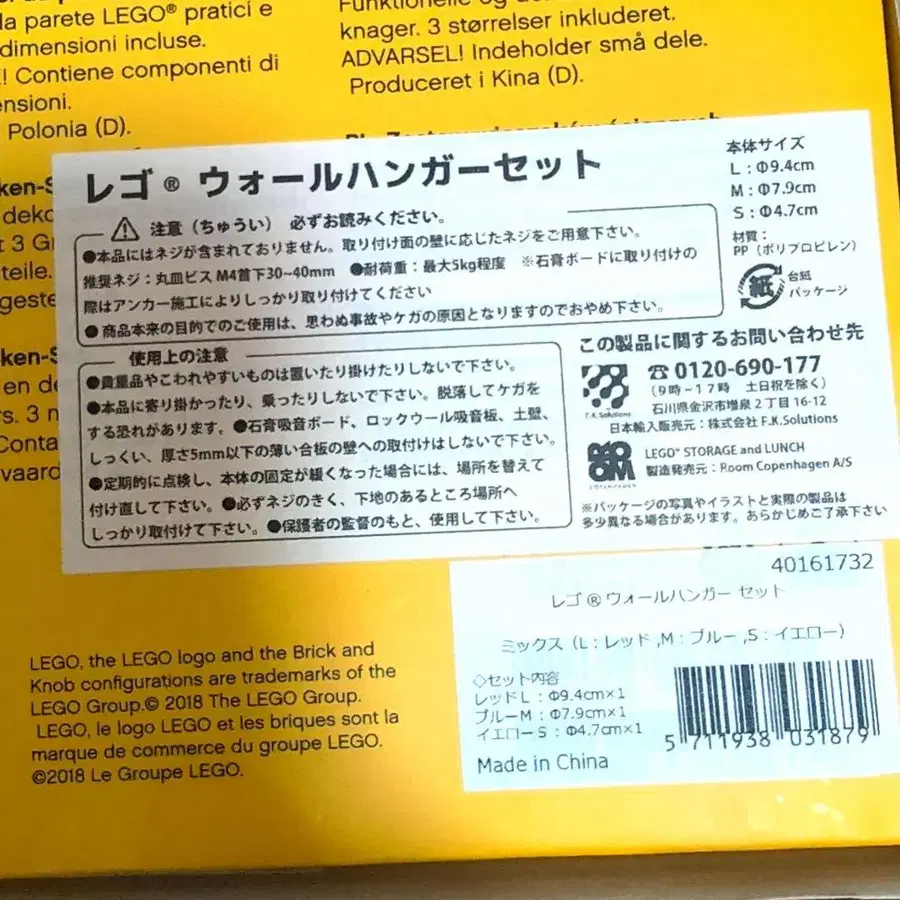 la parete LEGO® pratici e
dimensioni incluse.
! Contiene componenti di
ensioni.
Polonia (D).
knager. 3 størrelser inkluderet.
ADVARSEL! Indeholder små dele.
Produceret i Kina (D).
レゴ® ウォールハンガーセット
注意（ちゅうい） 必ずお読みください。
●本品にはネジが含まれておりません。取り付け面の壁に応じたネジをご用意下さい。
推奨ネジ：丸皿ビス M4首下30~40mm ●耐荷重：最大5kg程度 ※石膏ボードに取り付けの
際はアンカー施工によりしっかり取り付けてください
● 商品本来の目的でのご使用は、思わぬ事故やケガの原因となりますのでおやめ下さい。
使用上の注意
●貴重品やこわれやすいものは置いたり掛けたりしないで下さい。
●本品に寄り掛かったり、乗ったりしないで下さい。脱落してケガを
する恐れがあります。●石膏吸音ボード、ロックウール吸音板、土壁、
しっくい、厚さ5mm以下の薄い合板の壁への取付けはしないで下さい。
●定期的に点検し、本体の固定が緩くなった場合には、場所を替えて
付け直して下さい。●必ずネジのきく、下地のあるところ場所へ
しっかり取付けて下さい。●保護者の監督のもと、使用して下さい。
本体サイズ
L：Φ9.4cm
M：Φ7.9cm
S：Φ4.7cm
材質：
PP（ポリプロピレン）
紙
台紙
パッケージ
この製品に関するお問い合わせ先
☎ 0120-690-177
（9時～17時 土日祝を除く）
石川県金沢市増泉2丁目16-12
F.K.Solutions
日本輸入販売元：株式会社 F.K.Solutions
ROOM
COPENHAGEN
LEGO® STORAGE and LUNCH
製造発売元：Room Copenhagen A/S
※パッケージの写真やイラストと実際の製品は
多少異なる場合があります。あらかじめご了承下さい
ken-S
deko
t 3 Gr
teile.
geste
ken-S
en de
rs. 3 n
Conta
vaard
40161732
レゴ®ウォールハンガー セット
ミックス（L：レッド ,M：ブルー ,S：イエロー）
◇セット内容
レッドL：Φ9.4cm×1
ブルーM：Φ7.9cm×1
イエローS：Φ4.7cm×1
5 711938 031879
Made in China
LEGO, the LEGO logo and the Brick and
Knob configurations are trademarks of the
LEGO Group.© 2018 The LEGO Group.
LEGO, le logo LEGO et les briques sont la
marque de commerce du groupe LEGO.
©2018 Le Groupe LEGO.